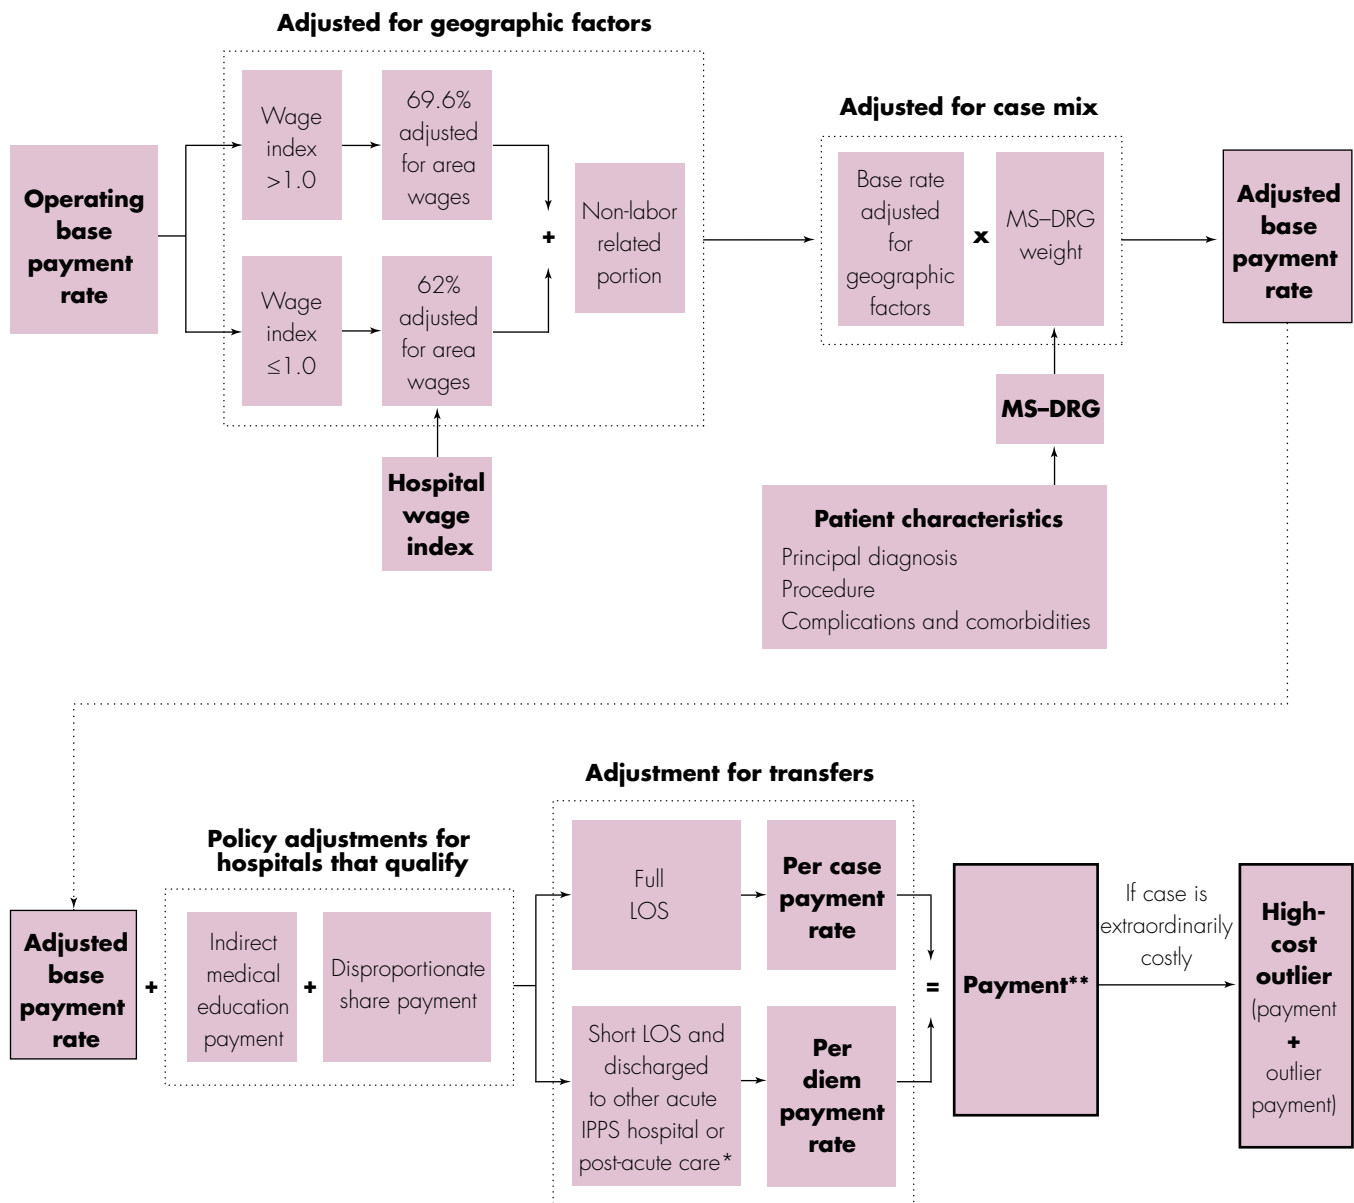 Adjusted for geographic factors
Operating
base
payment
rate
Wage
index
>1.0
69.6%
adjusted
for area
wages
Wage
index
≤1.0
62%
adjusted
for area
wages
+
Non-labor
related
portion
Hospital
wage
index
Adjusted for case mix
Base rate
adjusted
for
geographic
factors
x
MS–DRG
weight
MS–DRG
Patient characteristics
Principal diagnosis
Procedure
Complications and comorbidities
Adjusted
base
payment
rate
Adjusted
base
payment
rate
+
Policy adjustments for
hospitals that qualify
Indirect
medical
education
payment
+
Disproportionate
share payment
Adjustment for transfers
Full
LOS
Per case
payment
rate
Short LOS and
discharged
to other acute
IPPS hospital or
post-acute care*
Per
diem
payment
rate
=
Payment**
If case is
extraordinarily
costly
High-
cost
outlier
(payment
+
outlier
payment)